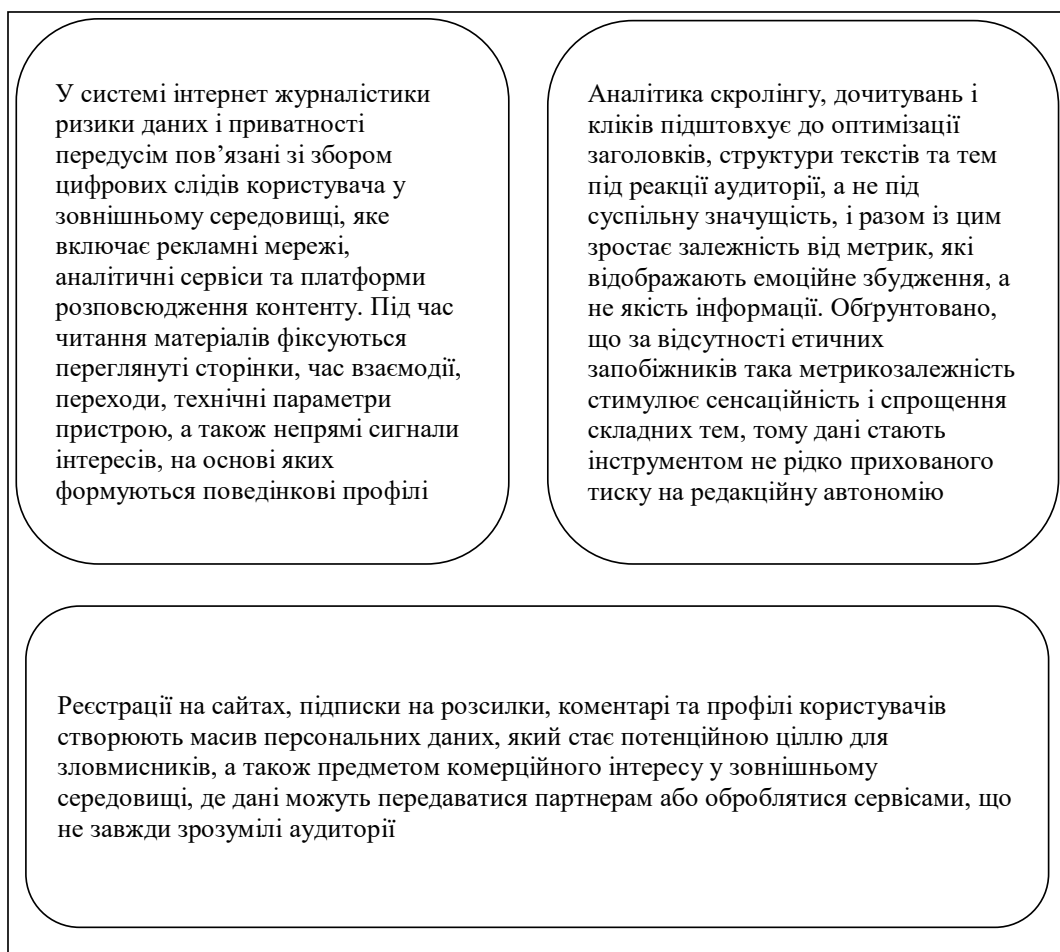 У системі інтернет журналістики
ризики даних і приватності
передусім пов’язані зі збором
цифрових слідів користувача у
зовнішньому середовищі, яке
включає рекламні мережі,
аналітичні сервіси та платформи
розповсюдження контенту. Під час
читання матеріалів фіксуються
переглянуті сторінки, час взаємодії,
переходи, технічні параметри
пристрою, а також непрямі сигнали
інтересів, на основі яких
формуються поведінкові профілі
Аналітика скролінгу, дочитувань і
кліків підштовхує до оптимізації
заголовків, структури текстів та тем
під реакції аудиторії, а не під
суспільну значущість, і разом із цим
зростає залежність від метрик, які
відображають емоційне збудження, а
не якість інформації. Обґрунтовано,
що за відсутності етичних
запобіжників така метрикозалежність
стимулює сенсаційність і спрощення
складних тем, тому дані стають
інструментом не рідко прихованого
тиску на редакційну автономію
Реєстрації на сайтах, підписки на розсилки, коментарі та профілі користувачів
створюють масив персональних даних, який стає потенційною ціллю для
зловмисників, а також предметом комерційного інтересу у зовнішньому
середовищі, де дані можуть передаватися партнерам або оброблятися сервісами, що
не завжди зрозумілі аудиторії